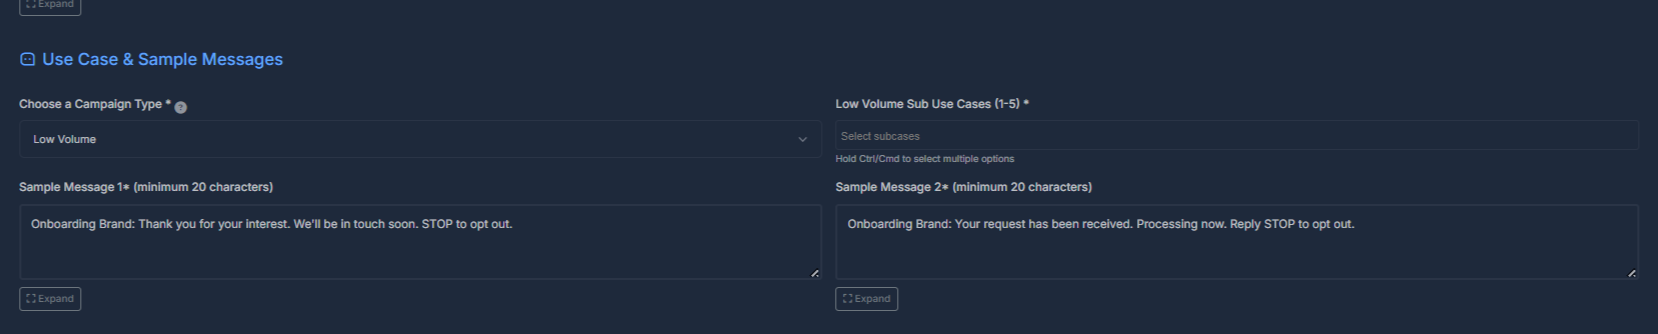 Expand
Use Case & Sample Messages
Choose a Campaign Type * ?
Low Volume Sub Use Cases (1-5) *
Low Volume
Select subcases
Hold Ctrl/Cmd to select multiple options
Sample Message 1* (minimum 20 characters)
Sample Message 2* (minimum 20 characters)
Onboarding Brand: Thank you for your interest. We'll be in touch soon. STOP to opt out.
Onboarding Brand: Your request has been received. Processing now. Reply STOP to opt out.
Expand
Expand